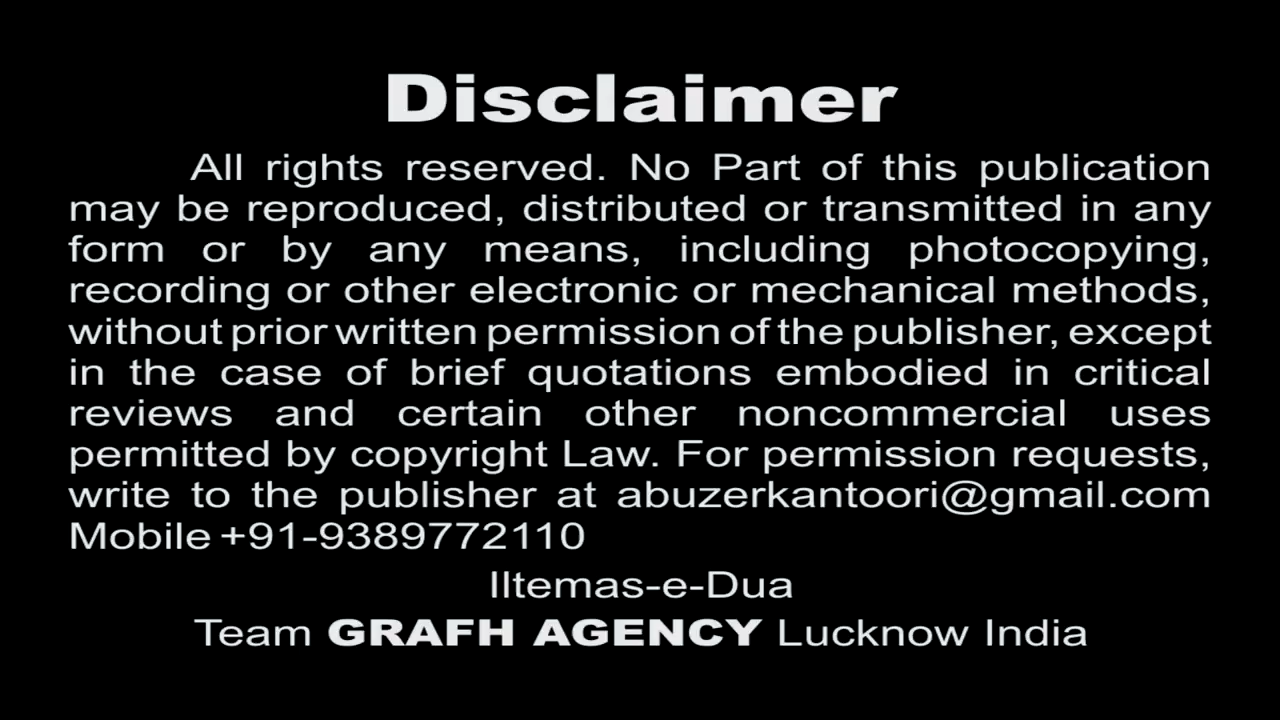 Disclaimer
All rights reserved. No Part of this publication
may be reproduced, distributed or transmitted in any
form or by any means, including photocopying,
recording or other electronic or mechanical methods,
without prior written permission of the publisher, except
in the case of brief quotations embodied in critical
reviews and certain other noncommercial uses
permitted by copyright Law. For permission requests,
write to the publisher at abuzerkantoori@gmail.com
Mobile +91-9389772110
Iltemas-e-Dua
Team GRAFH AGENCY Lucknow India